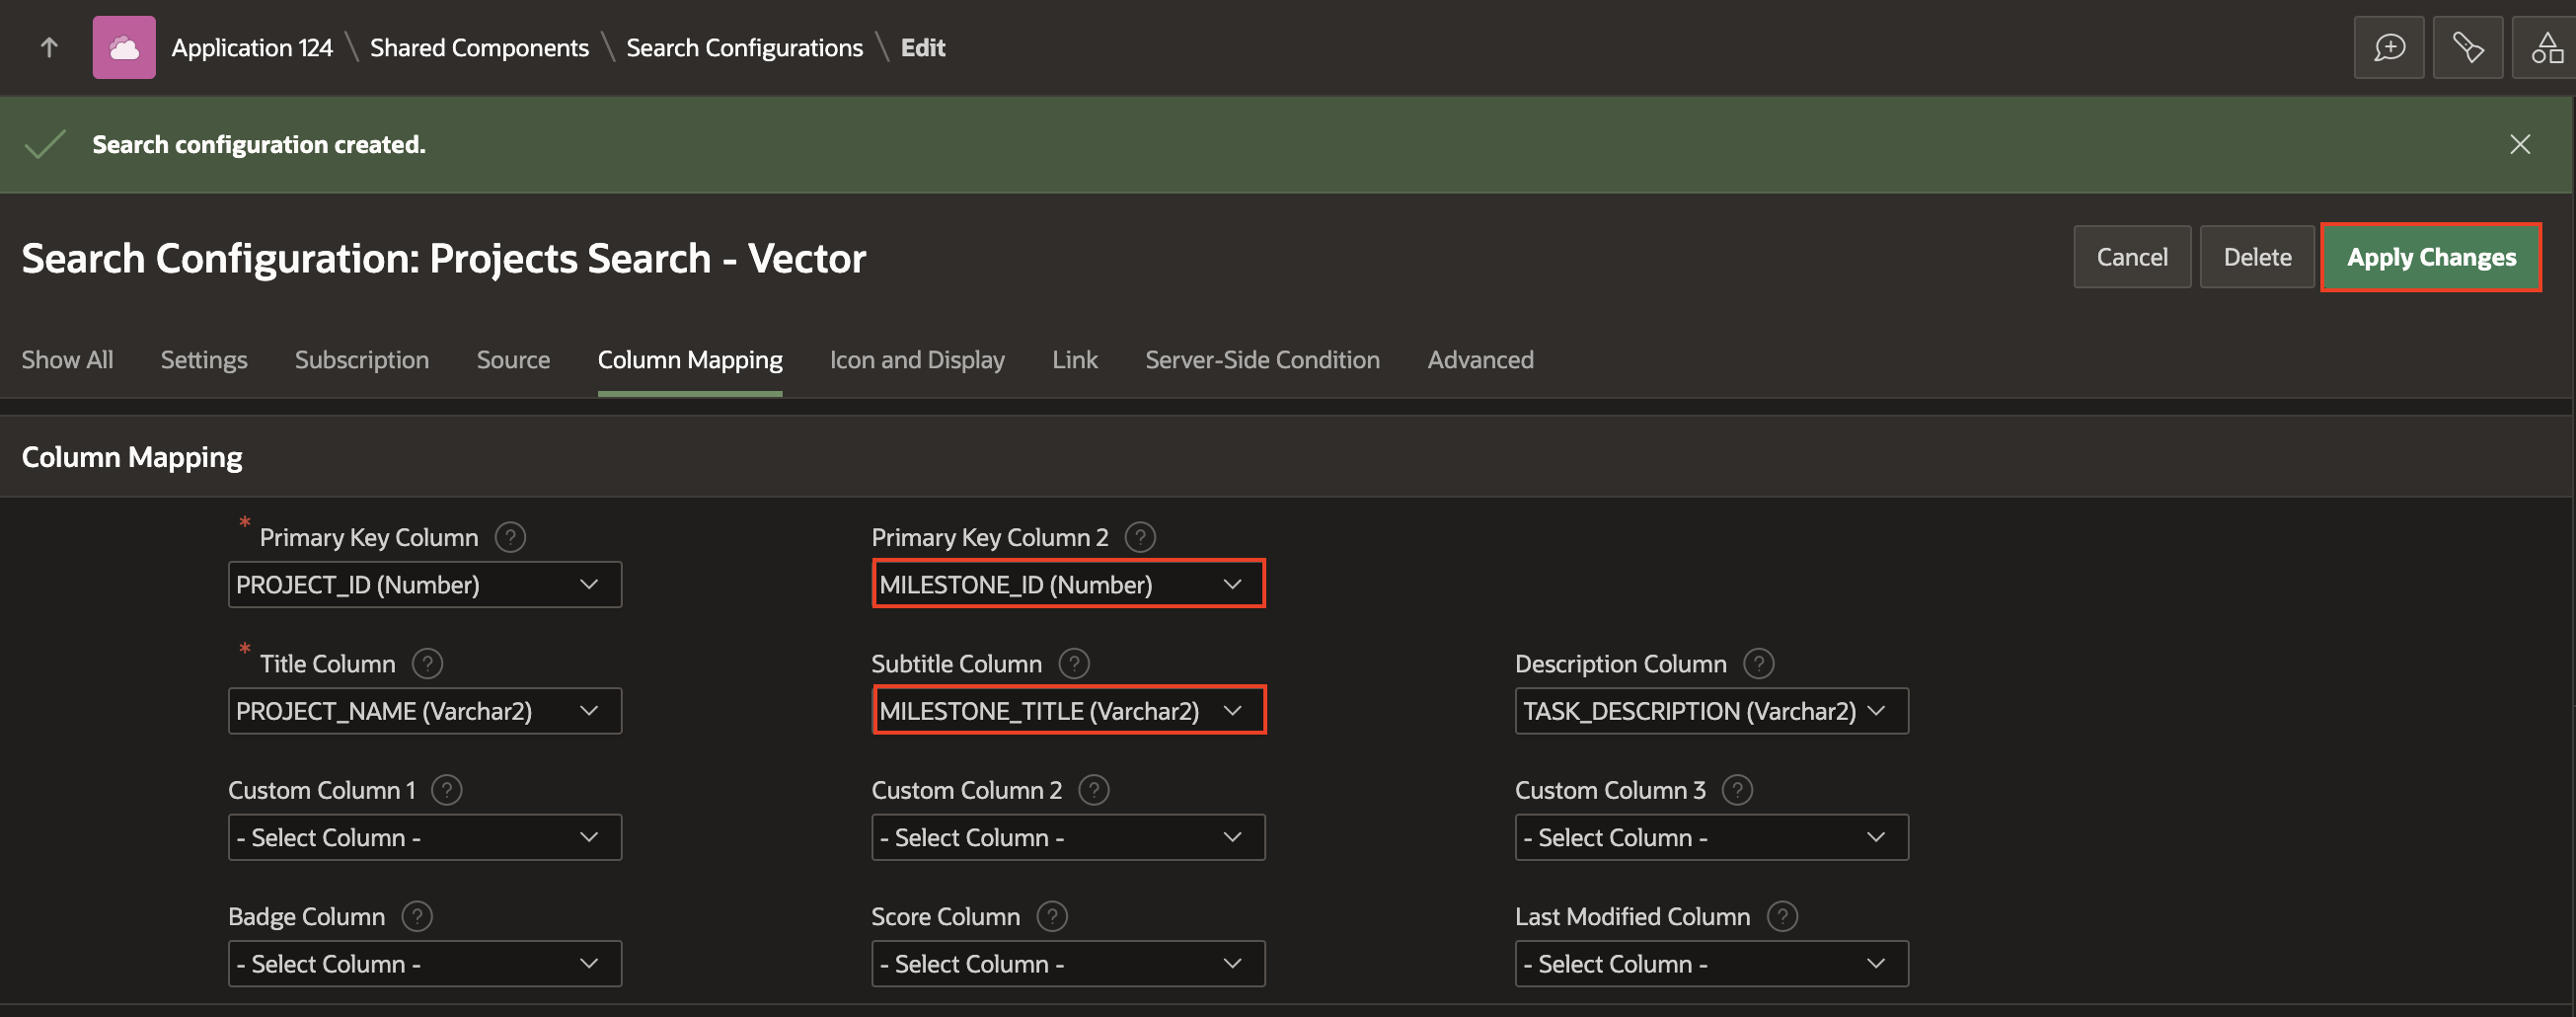 Application 124 \ Shared Components \ Search Configurations \ Edit
Search configuration created.
Search Configuration: Projects Search - Vector
Cancel Delete Apply Changes
Show All Settings Subscription Source Column Mapping Icon and Display Link Server-Side Condition Advanced
Column Mapping
* Primary Key Column ? Primary Key Column 2 ?
PROJECT_ID (Number) MILESTONE_ID (Number)
* Title Column ? Subtitle Column ? Description Column ?
PROJECT_NAME (Varchar2) MILESTONE_TITLE (Varchar2) TASK_DESCRIPTION (Varchar2)
Custom Column 1 ? Custom Column 2 ? Custom Column 3 ?
- Select Column - - Select Column - - Select Column -
Badge Column ? Score Column ? Last Modified Column ?
- Select Column - - Select Column - - Select Column -